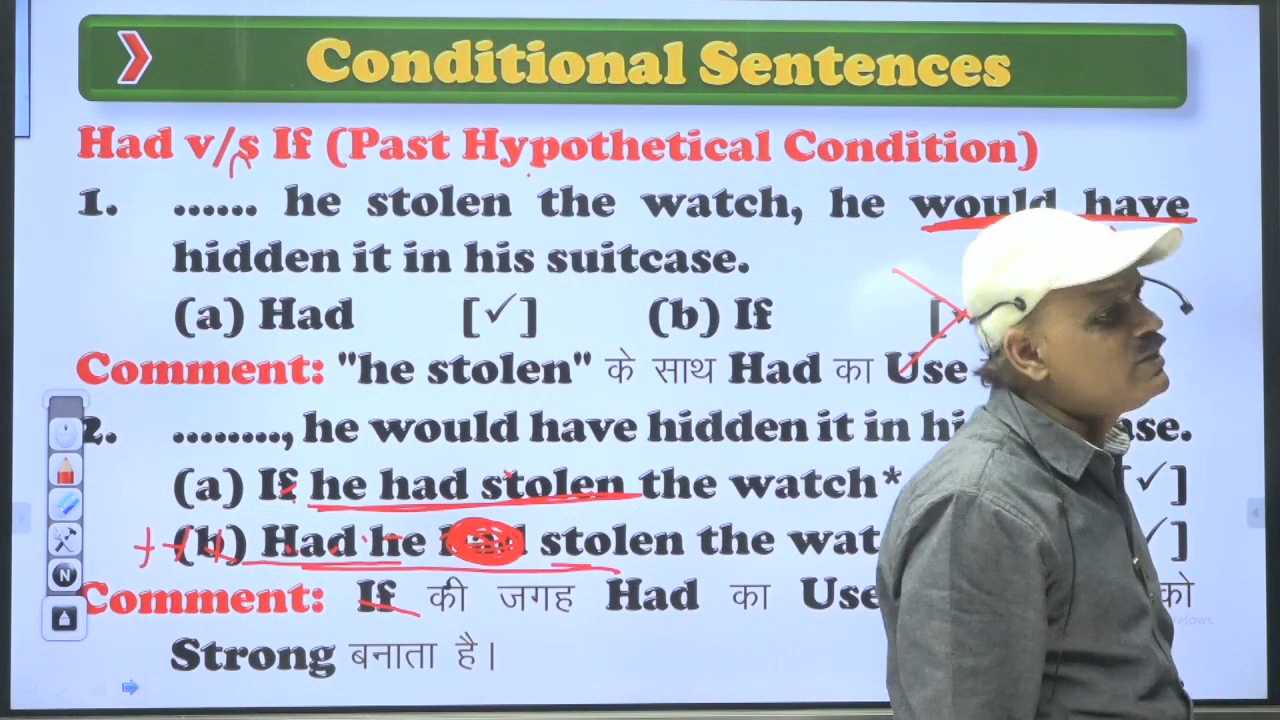 Conditional Sentences
Had v/s If (Past Hypothetical Condition)
1. ...... he stolen the watch, he would have
hidden it in his suitcase.
(a) Had [✓] (b) If [
Comment: "he stolen" के साथ Had का Use
2. ........, he would have hidden it in hi se.
(a) If he had stolen the watch* ✓]
(b) Had he stolen the wat ✓]
Comment: If की जगह Had का Use को
Strong बनाता है।
N